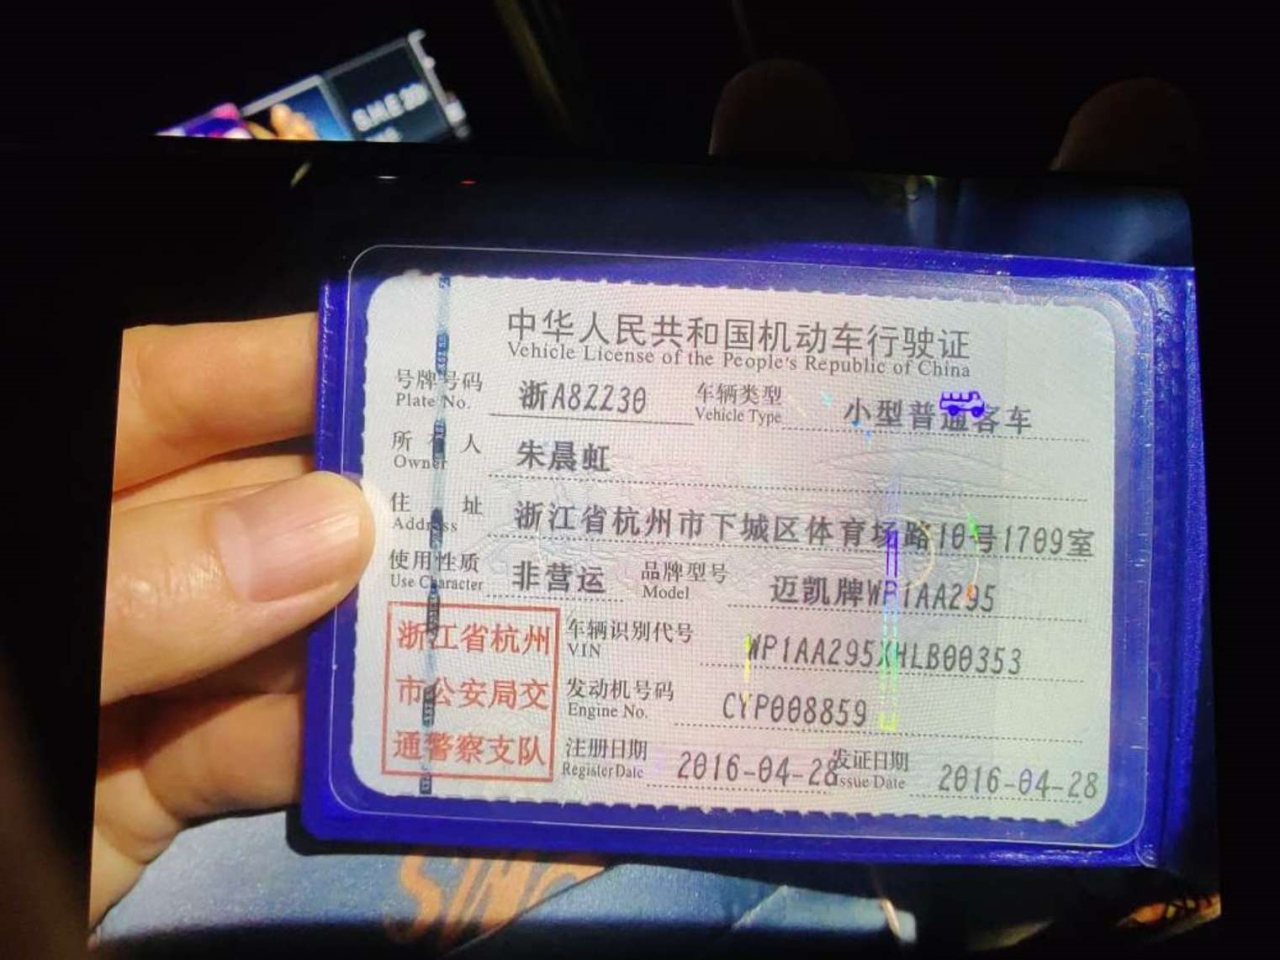 中华人民共和国机动车行驶证
Vehicle License of the People's Republic of China
号牌号码 浙A8Z230 车辆类型 小型普通客车
Plate No. Vehicle Type
所有人 朱晨虹
Owner
住址 浙江省杭州市下城区体育场路10号1709室
Address
使用性质 非营运 品牌型号 迈凯牌WP1AA295
Use Character Model
浙江省杭州
市公安局交
通警察支队
车辆识别代号 WP1AA295XHLB00353
VIN
发动机号码 CYP008859
Engine No.
注册日期 2016-04-28 发证日期 2016-04-28
Register Date Issue Date